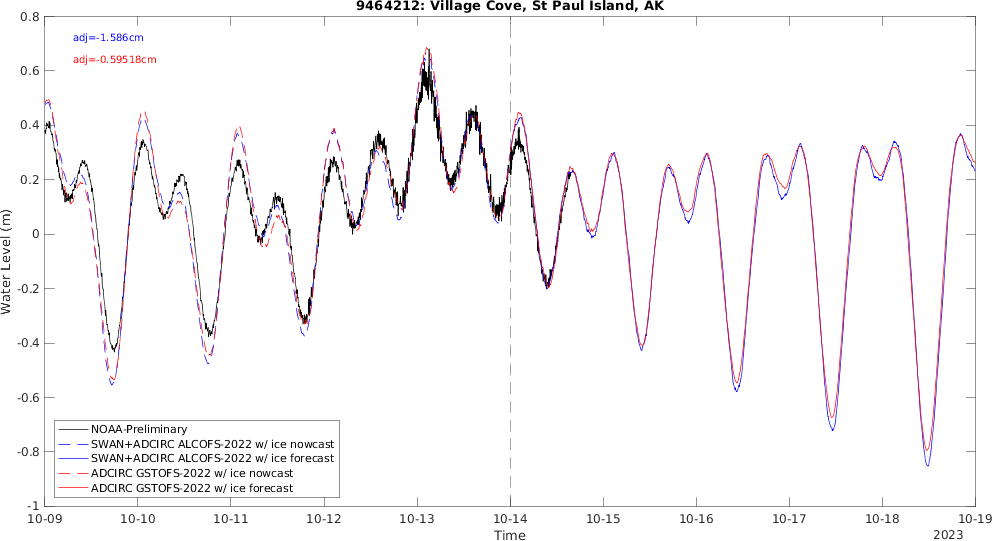 9464212: Village Cove, St Paul Island, AK
adj=-1.586cm
adj=-0.59518cm
0.8
0.6
0.4
0.2
0
-0.2
-0.4
-0.6
-0.8
-1
Water Level (m)
NOAA-Preliminary
SWAN+ADCIRC ALCOFS-2022 w/ ice nowcast
SWAN+ADCIRC ALCOFS-2022 w/ ice forecast
ADCIRC GSTOFS-2022 w/ ice nowcast
ADCIRC GSTOFS-2022 w/ ice forecast
10-09 10-10 10-11 10-12 10-13 10-14 10-15 10-16 10-17 10-18 10-19
Time
2023